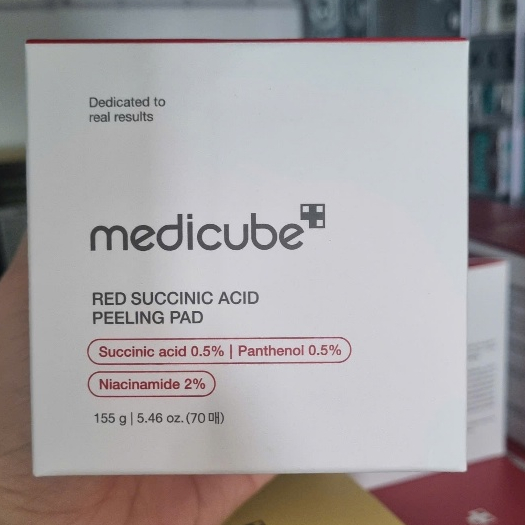 Dedicated to
real results
medicube
RED SUCCINIC ACID
PEELING PAD
Succinic acid 0.5% | Panthenol 0.5%
Niacinamide 2%
155 g | 5.46 oz. (70 매)